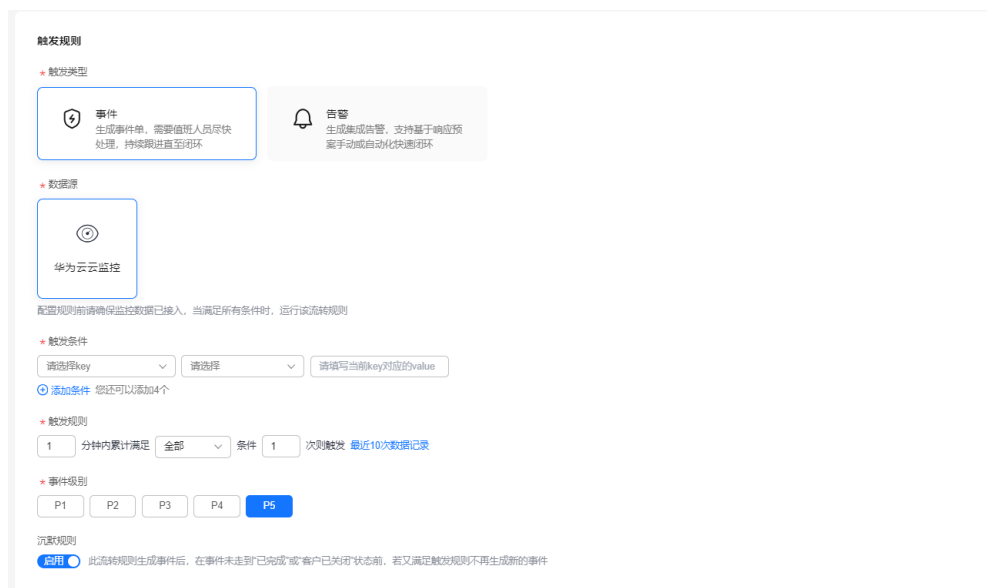 触发规则
* 触发类型
事件
生成事件单，需要值班人员尽快
处理，持续跟进直至闭环
告警
生成集成告警，支持基于响应预
案手动或自动化快速闭环
* 数据源
华为云云监控
配置规则前请确保监控数据已接入，当满足所有条件时，运行该流转规则
* 触发条件
请选择key 请选择 请填写当前key对应的value
添加条件 您还可以添加4个
* 触发规则
1 分钟内累计满足 全部 条件 1 次则触发 最近10次数据记录
* 事件级别
P1 P2 P3 P4 P5
沉默规则
启用 此流转规则生成事件后，在事件未走到“已完成”或“客户已关闭”状态前，若又满足触发规则不再生成新的事件